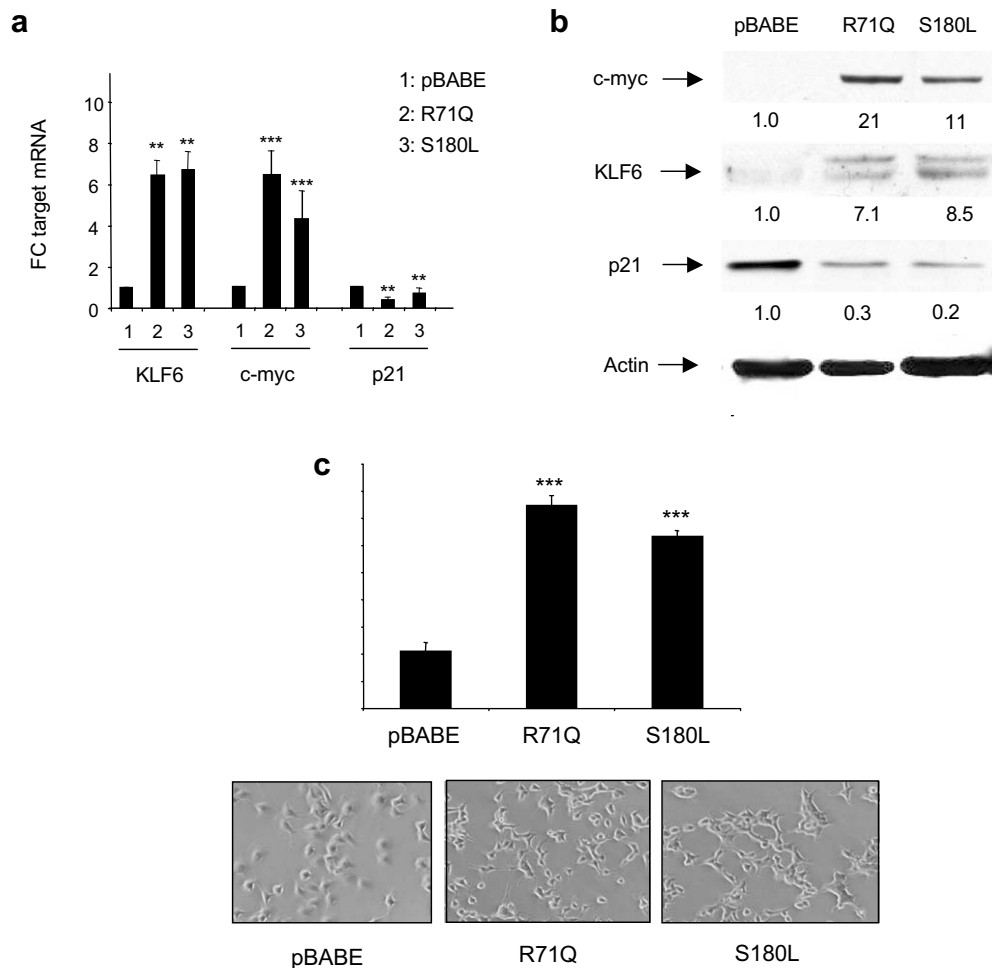 a
FC target mRNA
10
8
6
4
2
0
** ** *** *** ** **
1: pBABE
2: R71Q
3: S180L
1 2 3 1 2 3 1 2 3
KLF6 c-myc p21
b
pBABE R71Q S180L
c-myc
1.0 21 11
KLF6
1.0 7.1 8.5
p21
1.0 0.3 0.2
Actin
c
*** ***
pBABE R71Q S180L
pBABE R71Q S180L